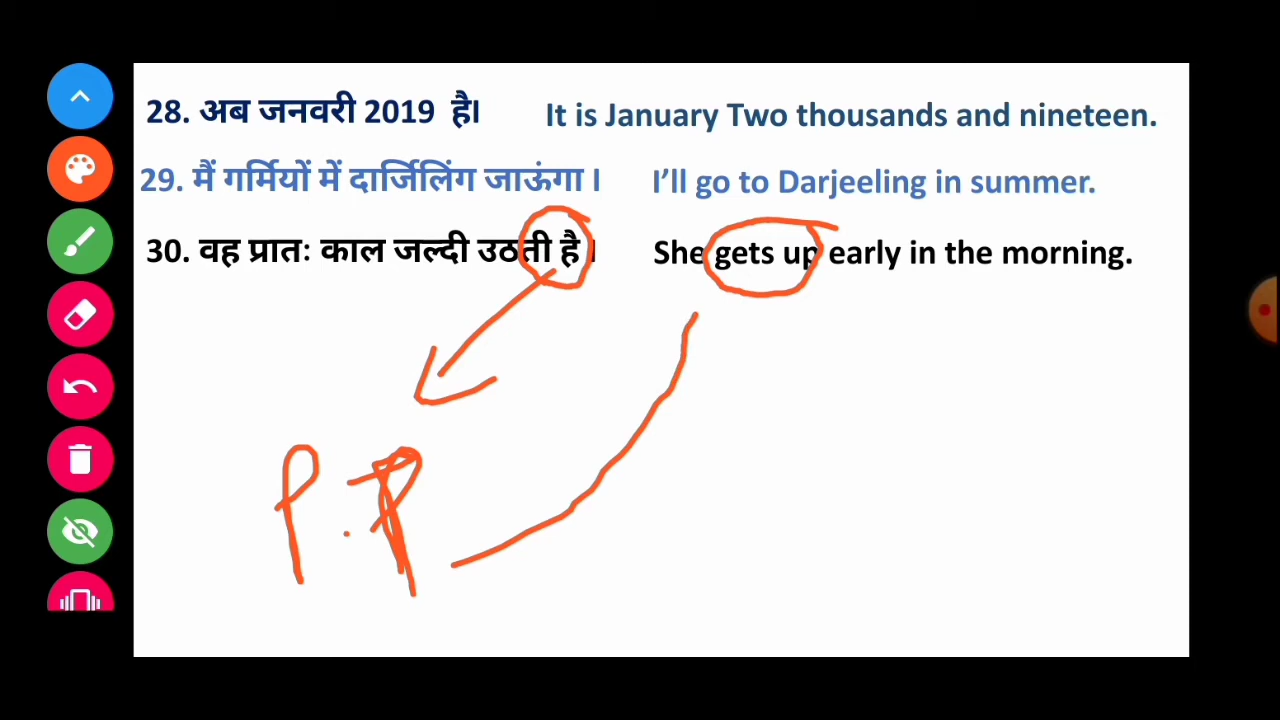 28. अब जनवरी 2019 है। It is January Two thousands and nineteen.
29. मैं गर्मियों में दार्जिलिंग जाऊंगा । I’ll go to Darjeeling in summer.
30. वह प्रातः काल जल्दी उठती है । She gets up early in the morning.
P.P